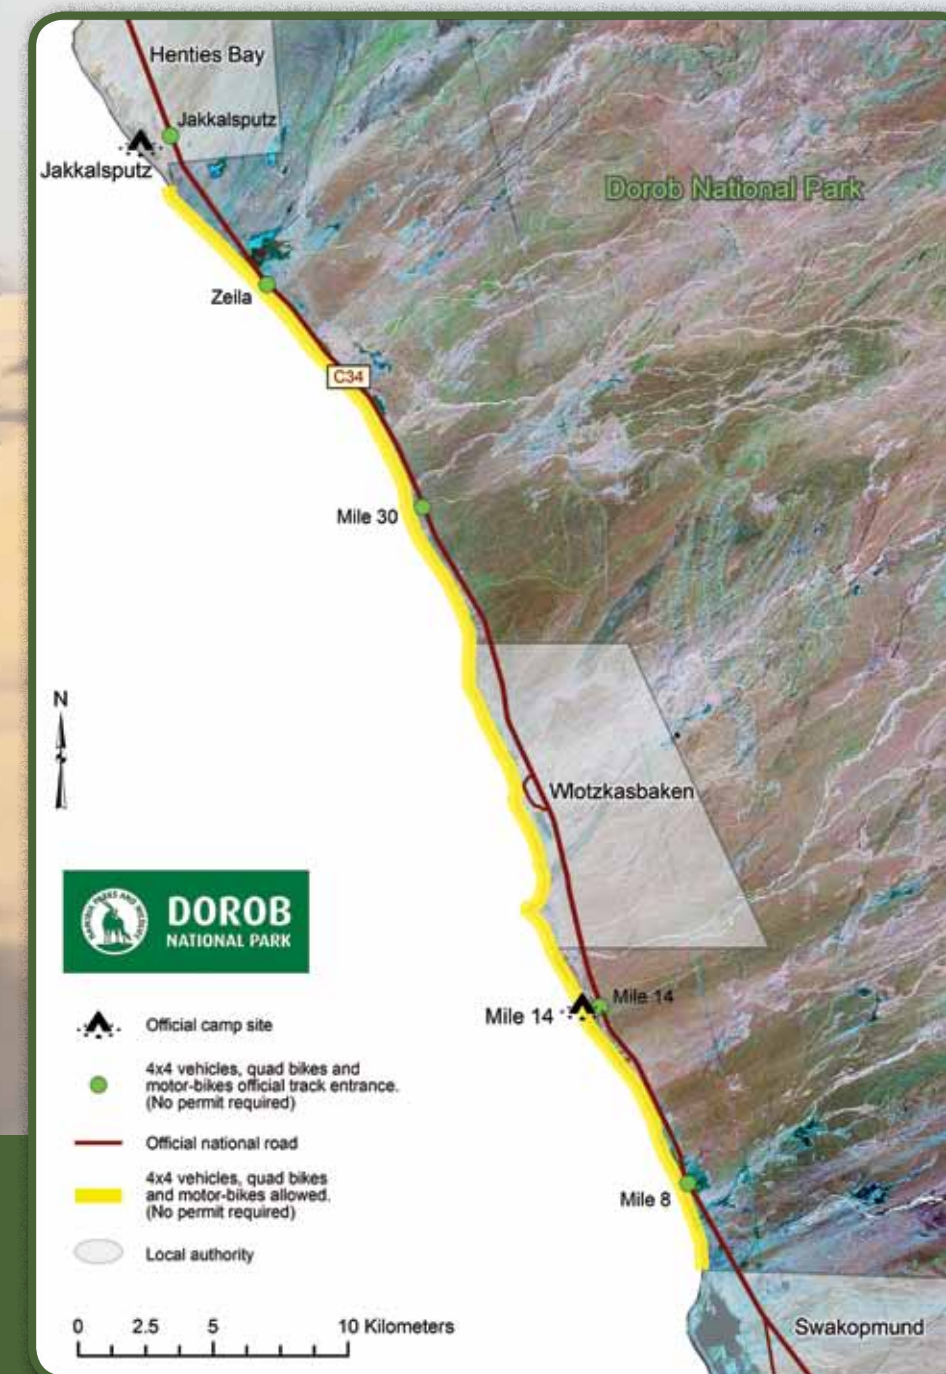 Henties Bay
Jakkalsputz
Jakkalsputz
Dorob National Park
Zeila
C34
Mile 30
N
Wlotzkasbaken
DOROB
NATIONAL PARK
Mile 14
Mile 14
Official camp site
4x4 vehicles, quad bikes and
motor-bikes official track entrance.
(No permit required)
Official national road
4x4 vehicles, quad bikes
and motor-bikes allowed.
(No permit required)
Mile 8
Local authority
0 2.5 5 10 Kilometers
Swakopmund